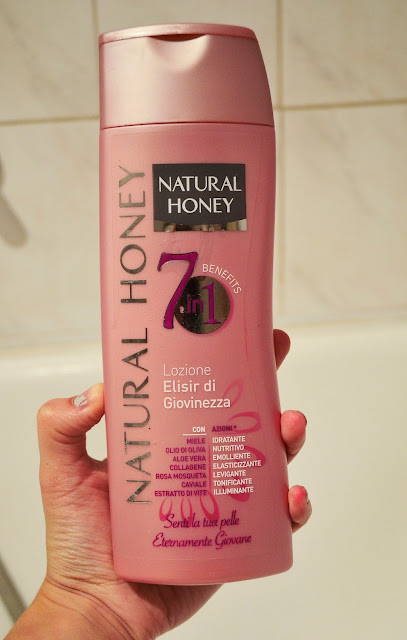 NATURAL HONEY
NATURAL
HONEY
7 in 1
BENEFITS
Lozione
Elisir di
Giovinezza
CON AZIONI*
MIELE IDRATANTE
OLIO DI OLIVA NUTRITIVO
ALOE VERA EMOLLIENTE
COLLAGENE ELASTICIZZANTE
ROSA MOSQUETA LEVIGANTE
CAVIALE TONIFICANTE
ESTRATTO DI VITE ILLUMINANTE
Senti la tua pelle
Eternamente Giovane